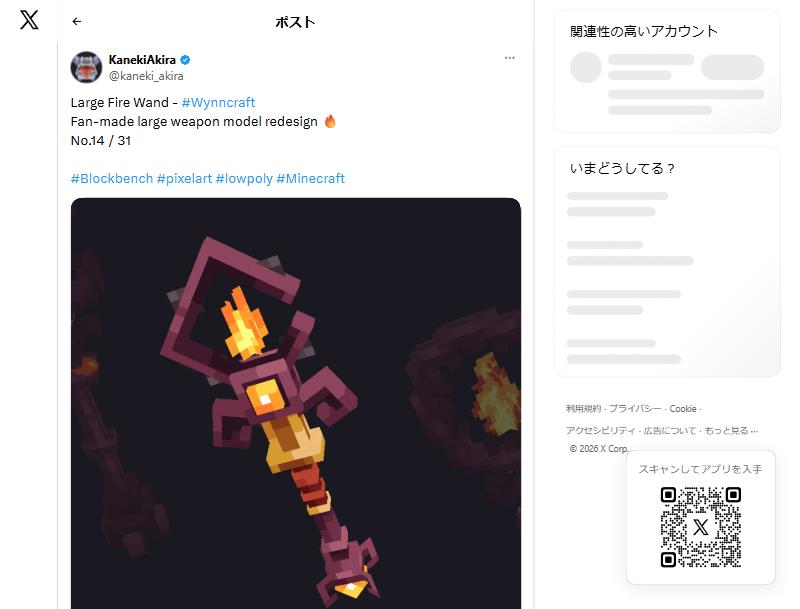 ポスト
KanekiAkira
@kaneki_akira
Large Fire Wand - #Wynncraft
Fan-made large weapon model redesign 🔥
No.14 / 31
#Blockbench #pixelart #lowpoly #Minecraft
関連性の高いアカウント
いまどうしてる？
利用規約 · プライバシー · Cookie ·
アクセシビリティ · 広告について · もっと見る ···
© 2026 X Corp.
スキャンしてアプリを入手